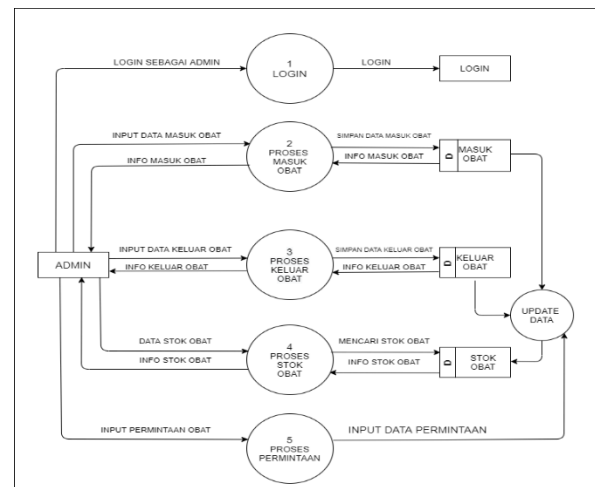 LOGIN SEBAGAI ADMIN
1
LOGIN
LOGIN
LOGIN
INPUT DATA MASUK OBAT
INFO MASUK OBAT
2
PROSES
MASUK
OBAT
SIMPAN DATA MASUK OBAT
INFO MASUK OBAT
D
MASUK
OBAT
ADMIN
INPUT DATA KELUAR OBAT
INFO KELUAR OBAT
3
PROSES
KELUAR
OBAT
SIMPAN DATA KELUAR OBAT
INFO KELUAR OBAT
D
KELUAR
OBAT
UPDATE
DATA
DATA STOK OBAT
INFO STOK OBAT
4
PROSES
STOK
OBAT
MENCARI STOK OBAT
INFO STOK OBAT
D
STOK
OBAT
INPUT PERMINTAAN OBAT
5
PROSES
PERMINTAAN
INPUT DATA PERMINTAAN